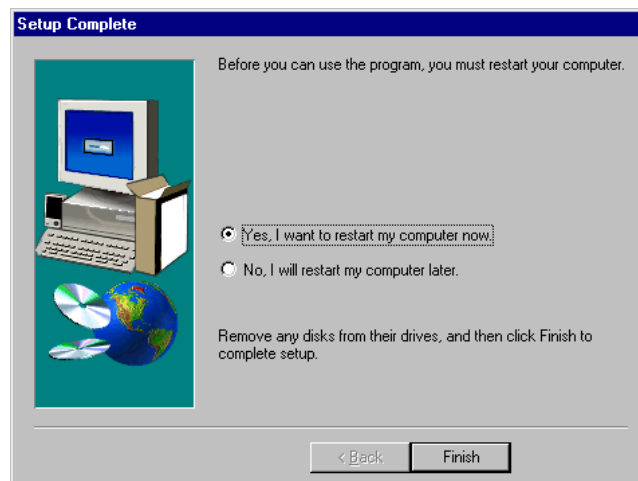 Setup Complete
Before you can use the program, you must restart your computer.
Yes, I want to restart my computer now.
No, I will restart my computer later.
Remove any disks from their drives, and then click Finish to
complete setup.
< Back
Finish